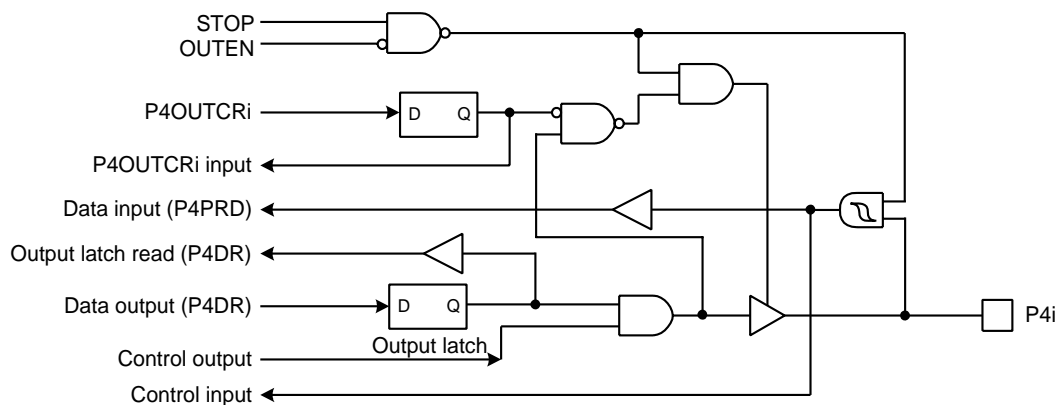 STOP
OUTEN
P4OUTCRi
D Q
P4OUTCRi input
Data input (P4PRD)
Output latch read (P4DR)
Data output (P4DR)
D Q
P4i
Output latch
Control output
Control input